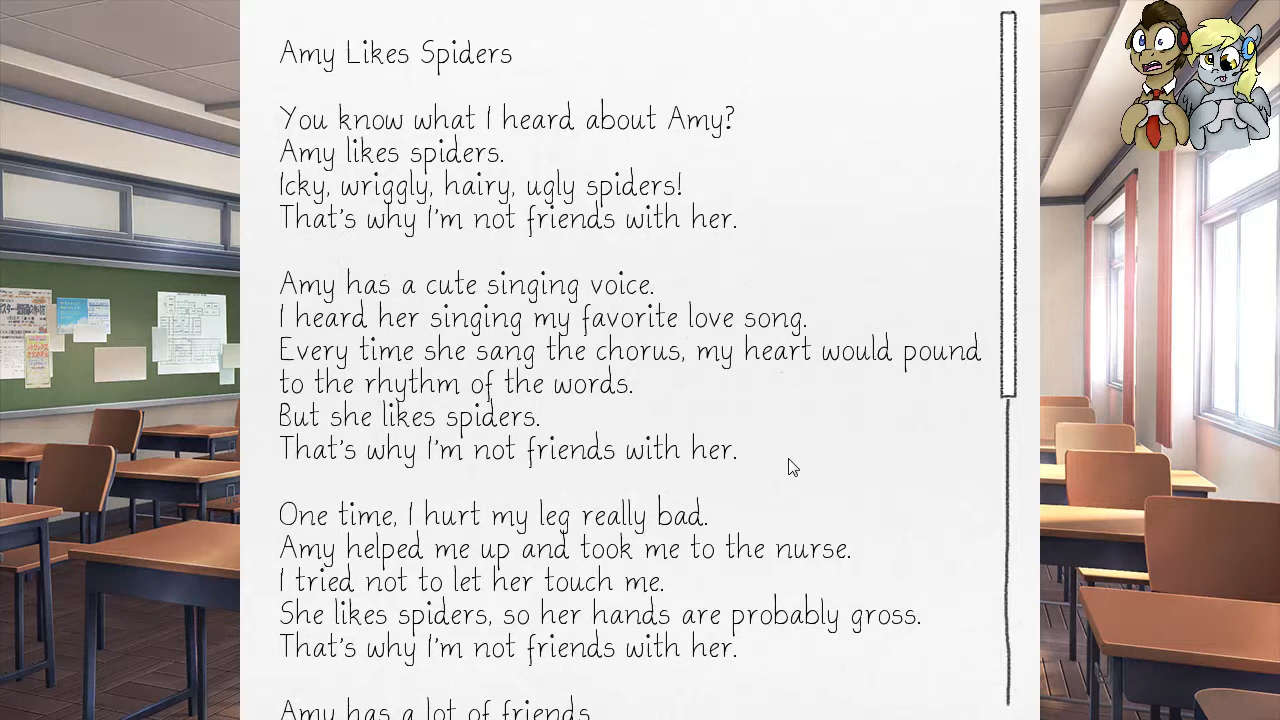 Amy Likes Spiders
You know what I heard about Amy?
Amy likes spiders.
Icky, wriggly, hairy, ugly spiders!
That's why I'm not friends with her.
Amy has a cute singing voice.
I heard her singing my favorite love song.
Every time she sang the chorus, my heart would pound
to the rhythm of the words.
But she likes spiders.
That's why I'm not friends with her.
One time, I hurt my leg really bad.
Amy helped me up and took me to the nurse.
I tried not to let her touch me.
She likes spiders, so her hands are probably gross.
That's why I'm not friends with her.
Amy has a lot of friends